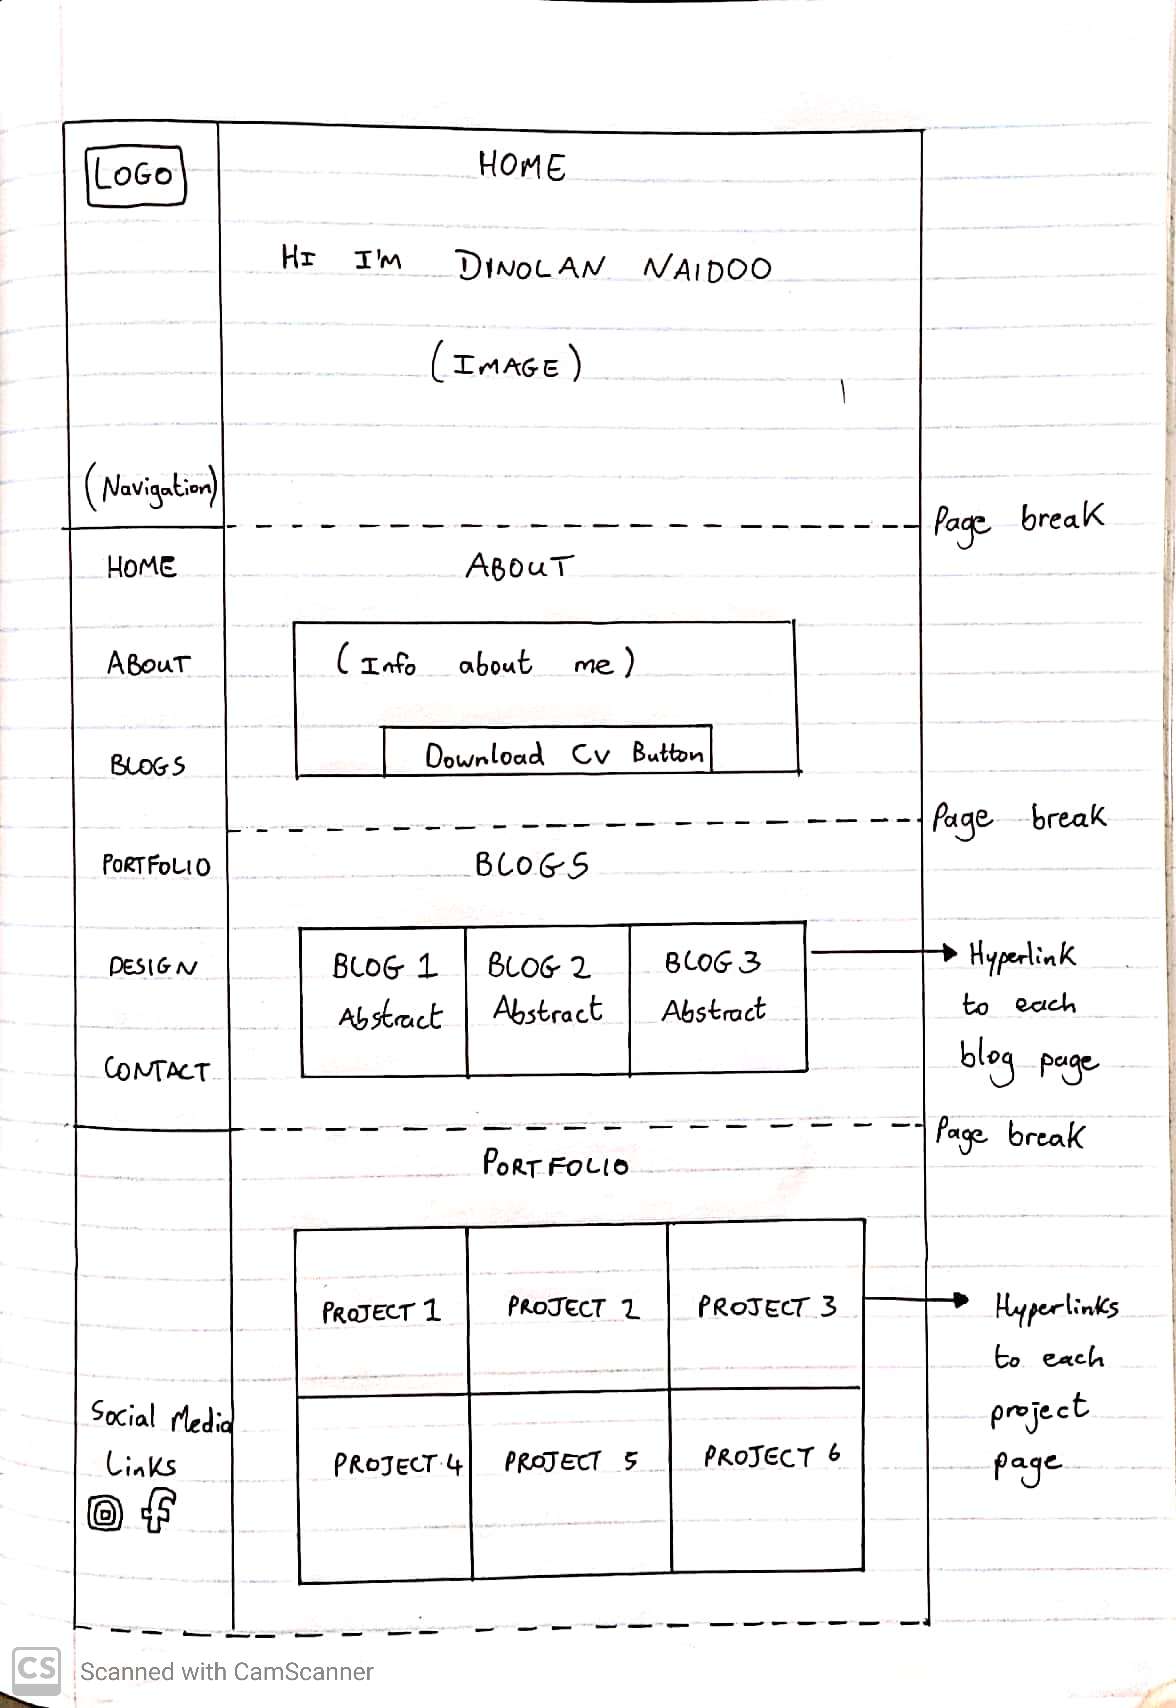 LOGO
HOME
HI I'M DINOLAN NAIDOO
(IMAGE)
(Navigation)
Page break
HOME
ABOUT
ABOUT
(Info about me)
Download CV Button
BLOGS
Page break
PORTFOLIO
BLOGS
DESIGN
BLOG 1
Abstract
BLOG 2
Abstract
BLOG 3
Abstract
Hyperlink
to each
blog page
CONTACT
Page break
PORTFOLIO
PROJECT 1
PROJECT 2
PROJECT 3
Hyperlinks
to each
project
page
Social Media
Links
PROJECT 4
PROJECT 5
PROJECT 6
CS Scanned with CamScanner